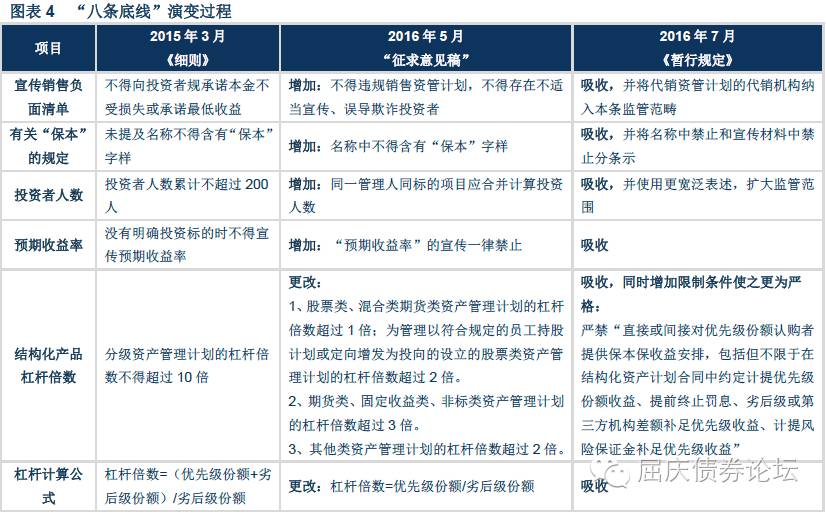 图表 4 “八条底线”演变过程
项目
2015 年 3 月
《细则》
2016 年 5 月
“征求意见稿”
2016 年 7 月
《暂行规定》
宣传销售负
面清单
不得向投资者规承诺本金不
受损失或承诺最低收益
增加：不得违规销售资管计划，不得存在不适
当宣传、误导欺诈投资者
吸收，并将代销资管计划的代销机构纳
入本条监管范畴
有关“保本”
的规定
未提及名称不得含有“保本”
字样
增加：名称中不得含有“保本”字样
吸收，并将名称中禁止和宣传材料中禁
止分条示
投资者人数
投资者人数累计不超过 200
人
增加：同一管理人同标的项目应合并计算投资
人数
吸收，并使用更宽泛表述，扩大监管范
围
预期收益率
没有明确投资标的时不得宣
传预期收益率
增加：“预期收益率”的宣传一律禁止
吸收
结构化产品
杠杆倍数
分级资产管理计划的杠杆倍
数不得超过 10 倍
更改：
1、股票类、混合类期货类资产管理计划的杠杆
倍数超过 1 倍；为管理以符合规定的员工持股
计划或定向增发为投向的设立的股票类资产管
理计划的杠杆倍数超过 2 倍。
2、期货类、固定收益类、非标类资产管理计划
的杠杆倍数超过 3 倍。
3、其他类资产管理计划的杠杆倍数超过 2 倍。
吸收，同时增加限制条件使之更为严
格：
严禁“直接或间接对优先级份额认购者
提供保本保收益安排，包括但不限于在
结构化资产计划合同中约定计提优先级
份额收益、提前终止罚息、劣后级或第
三方机构差额补足优先级收益、计提风
险保证金补足优先级收益”
杠杆计算公
式
杠杆倍数=（优先级份额+劣
后级份额）/劣后级份额
更改：杠杆倍数=优先级份额/劣后级份额
吸收
屈庆债券论坛